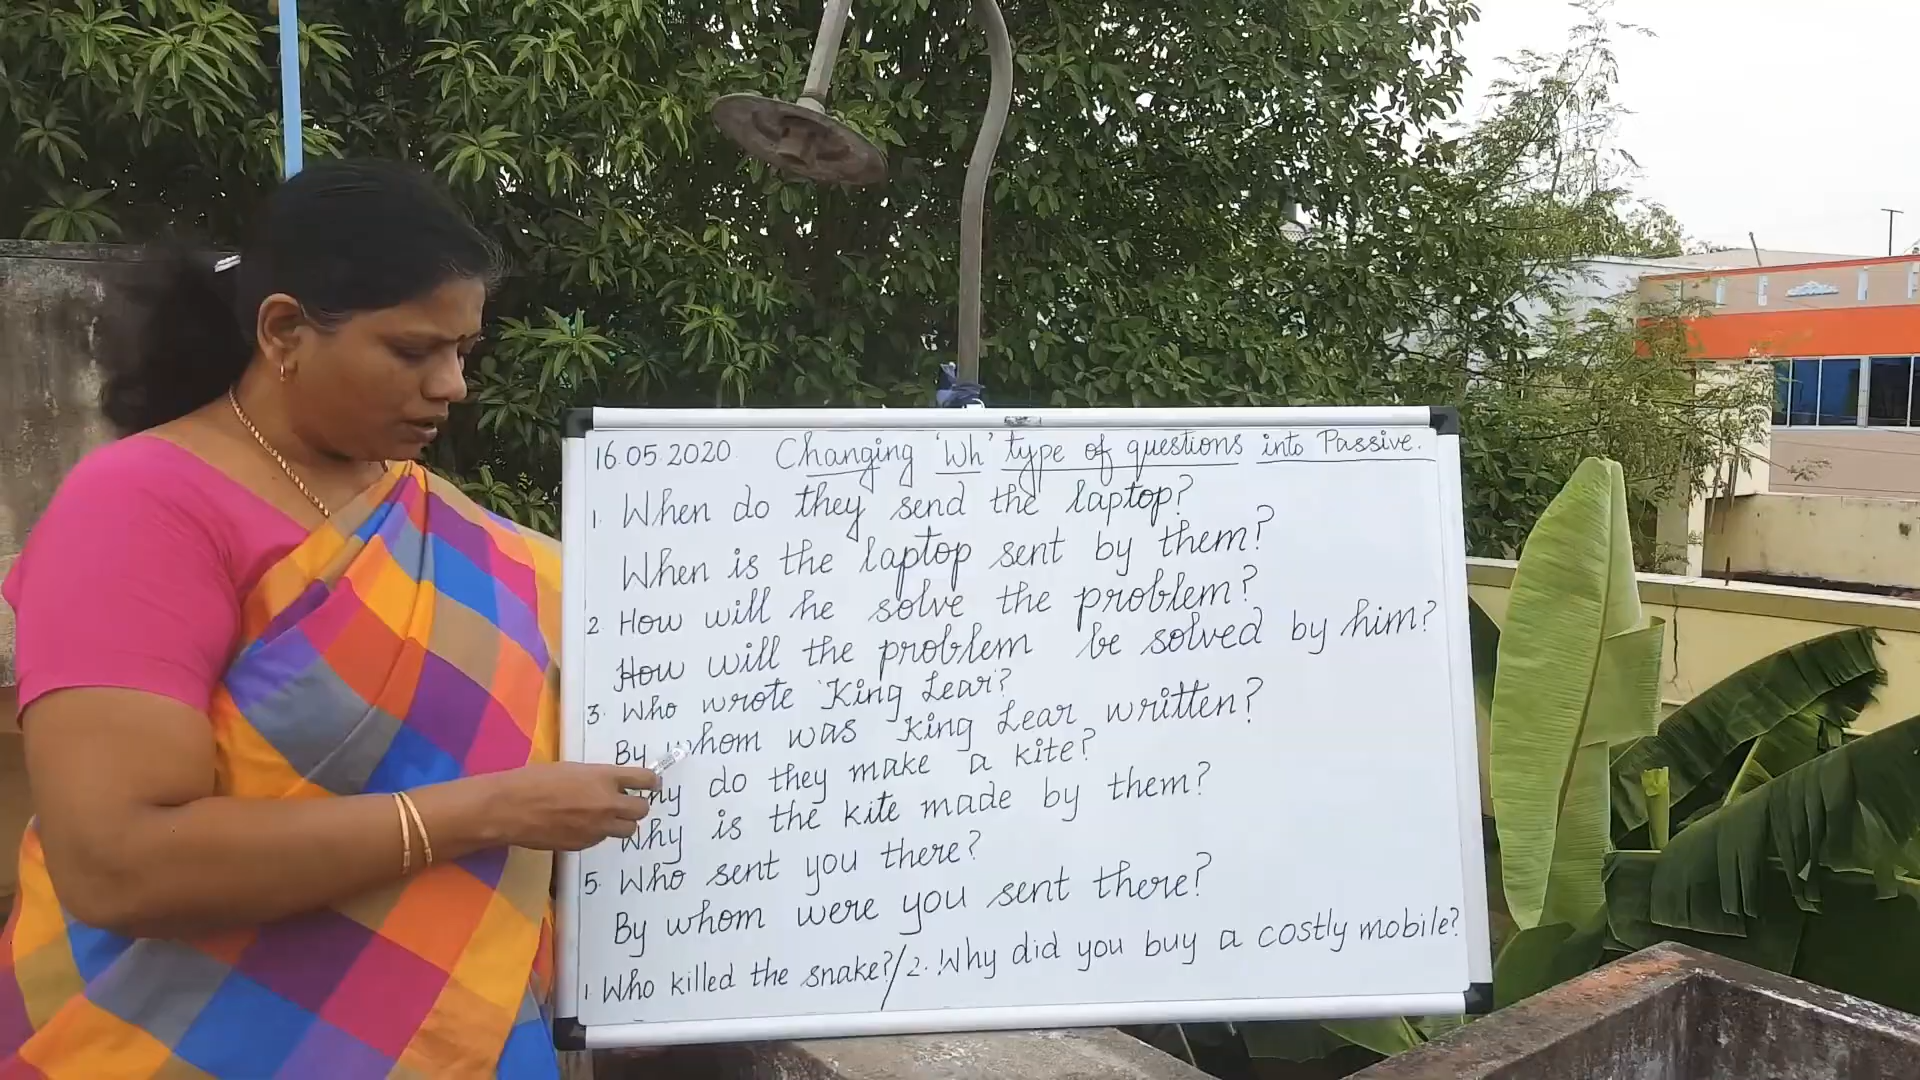 16.05.2020 Changing 'Wh' type of questions into Passive.
1. When do they send the laptop?
When is the laptop sent by them?
2. How will he solve the problem?
How will the problem be solved by him?
3. Who wrote 'King Lear'?
By whom was King Lear written?
do they make a kite?
Why is the kite made by them?
5. Who sent you there?
By whom were you sent there?
1. Who killed the snake?/2. Why did you buy a costly mobile?